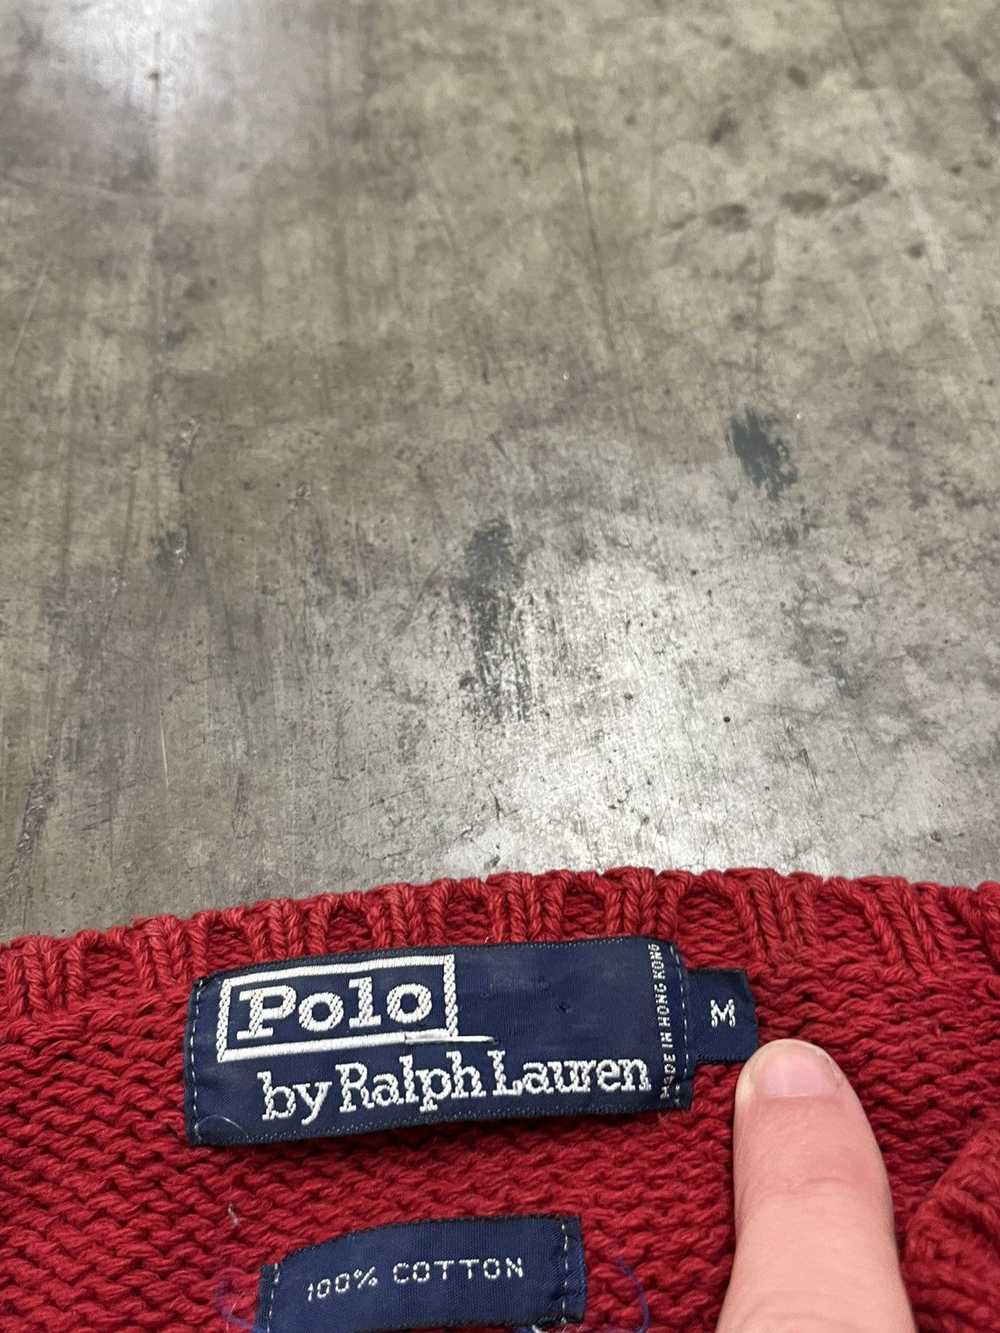 Polo
by Ralph Lauren
MADE IN HONG KONG
M
100% COTTON